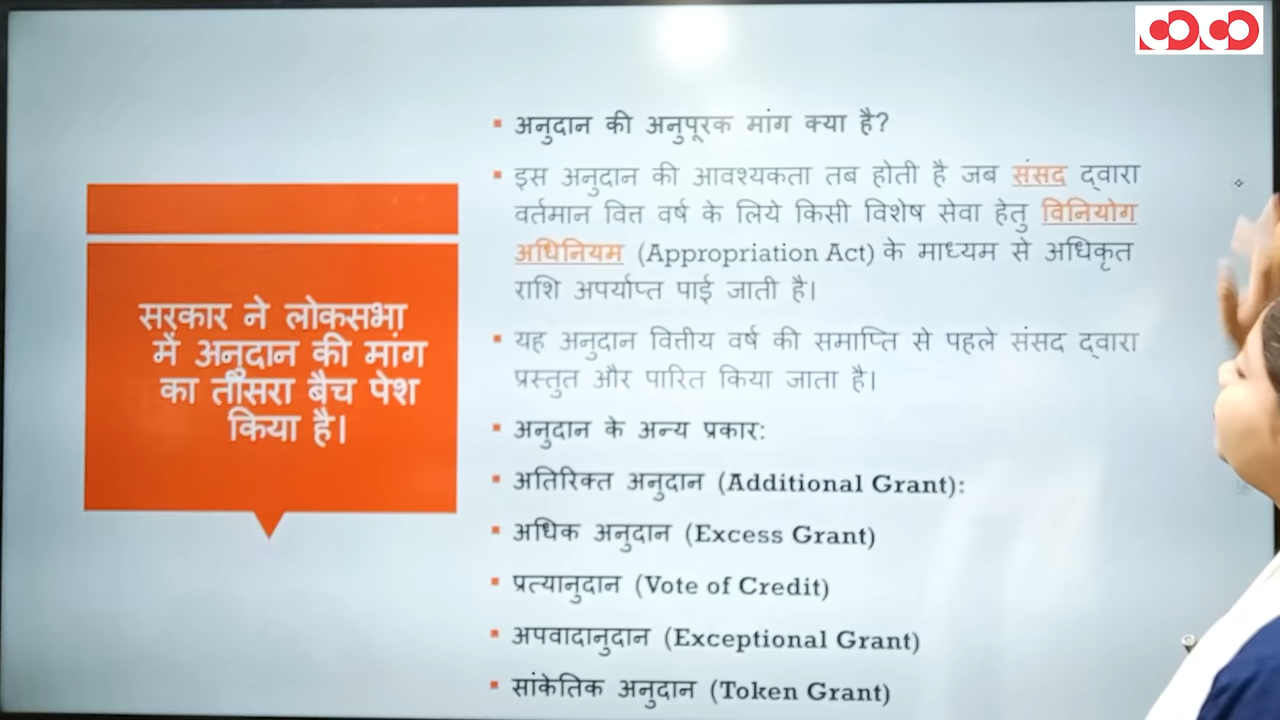 सरकार ने लोकसभा
में अनुदान की मांग
का तीसरा बैच पेश
किया है।
अनुदान की अनुपूरक मांग क्या है?
इस अनुदान की आवश्यकता तब होती है जब संसद द्वारा
वर्तमान वित्त वर्ष के लिये किसी विशेष सेवा हेतु विनियोग
अधिनियम (Appropriation Act) के माध्यम से अधिकृत
राशि अपर्याप्त पाई जाती है।
यह अनुदान वित्तीय वर्ष की समाप्ति से पहले संसद द्वारा
प्रस्तुत और पारित किया जाता है।
अनुदान के अन्य प्रकार:
अतिरिक्त अनुदान (Additional Grant):
अधिक अनुदान (Excess Grant)
प्रत्यानुदान (Vote of Credit)
अपवादानुदान (Exceptional Grant)
सांकेतिक अनुदान (Token Grant)